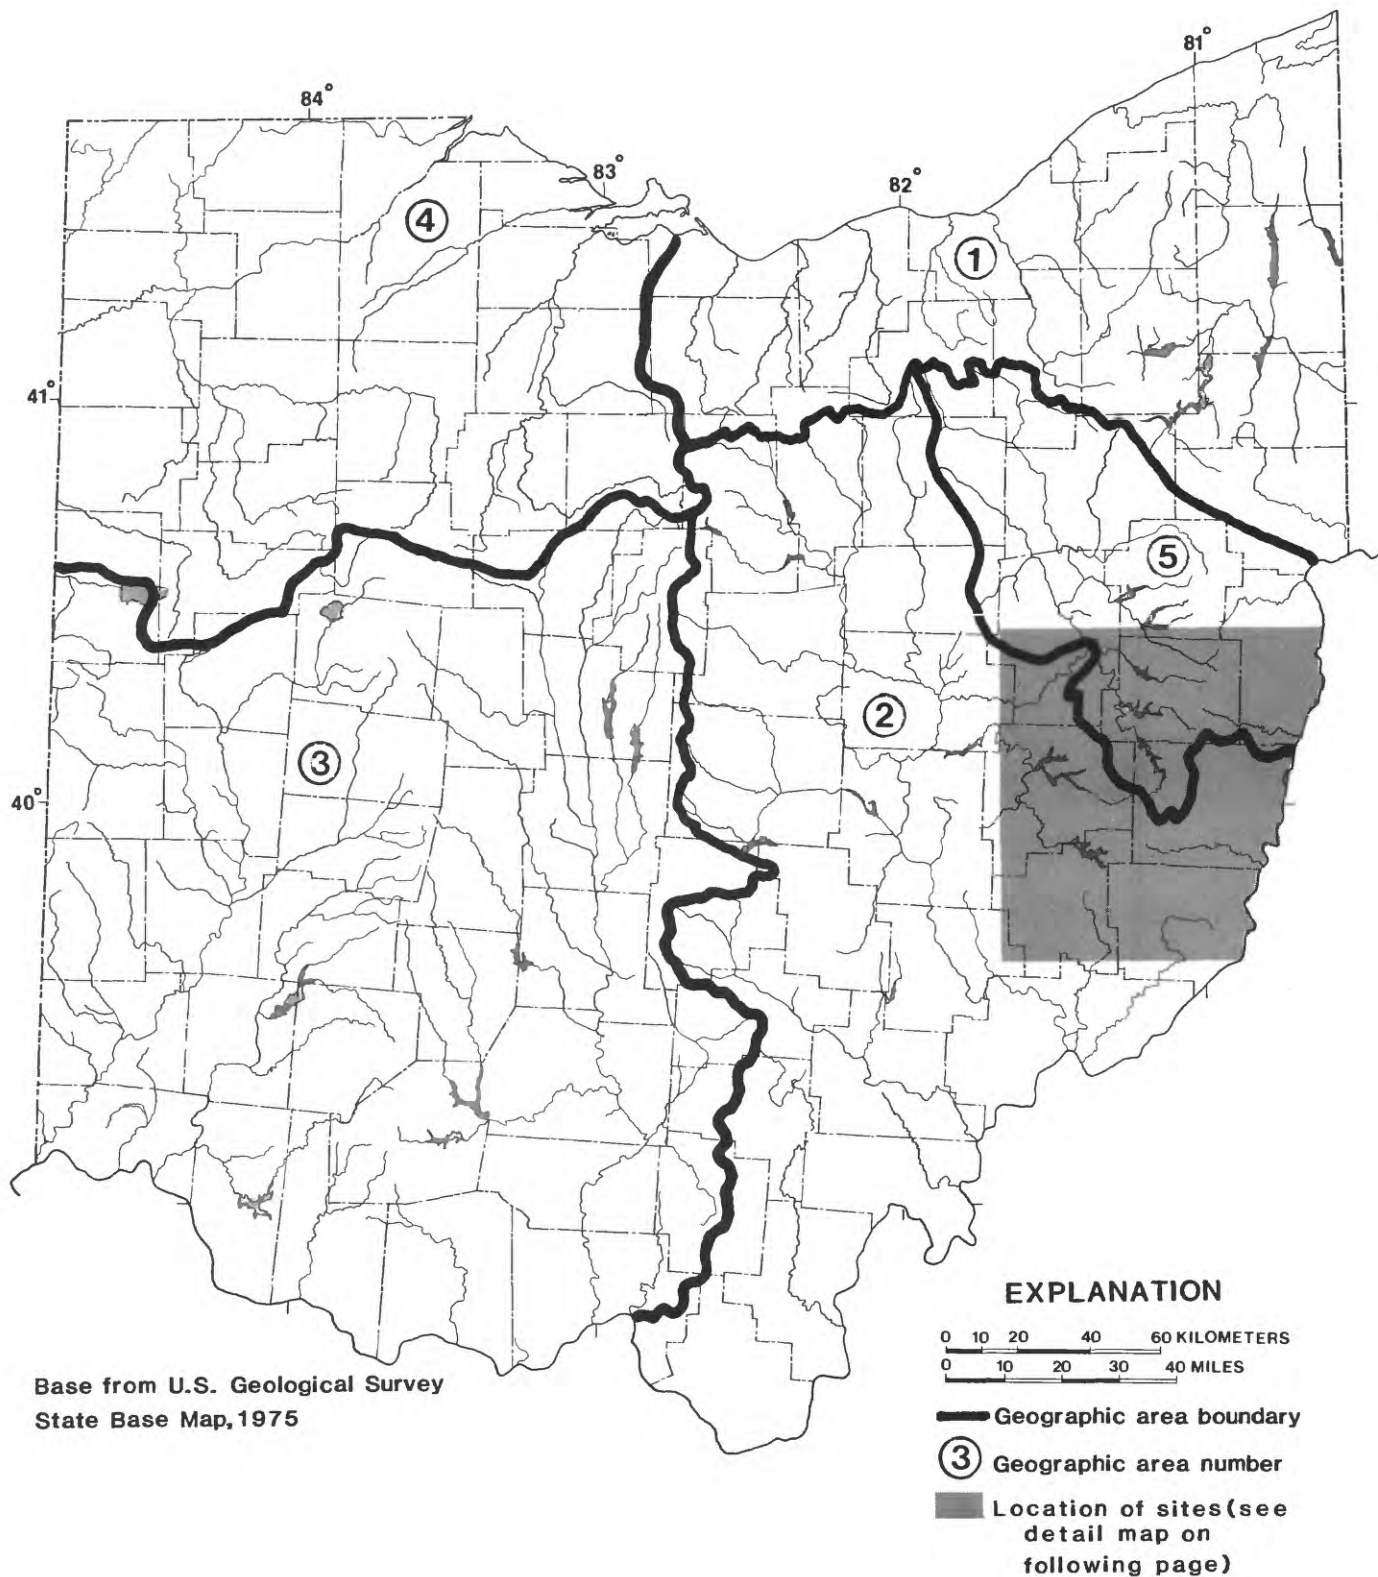 81°
84°
83°
82°
4
1
41°
5
2
3
40°
EXPLANATION
0 10 20 40 60 KILOMETERS
0 10 20 30 40 MILES
Base from U.S. Geological Survey
State Base Map, 1975
Geographic area boundary
3 Geographic area number
Location of sites (see
detail map on
following page)